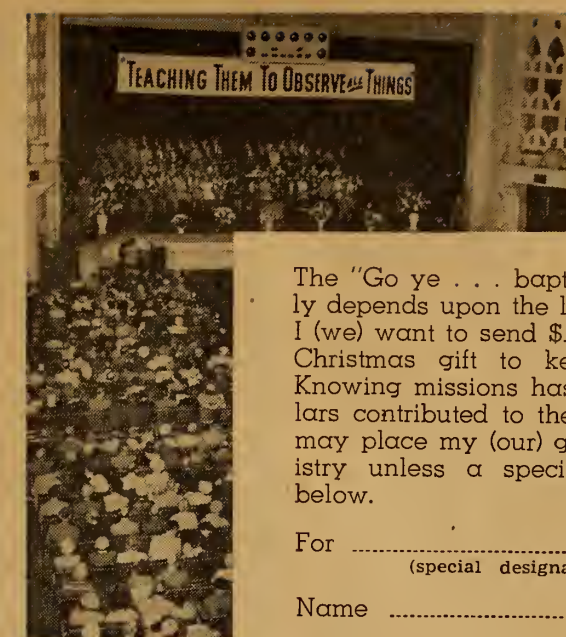 "TEACHING THEM TO OBSERVE ALL THINGS
The "Go ye . . . bapt
ly depends upon the l
I (we) want to send $
Christmas gift to ke
Knowing missions has
lars contributed to the
may place my (our) g
istry unless a speci
below.
For
(special designa
Name